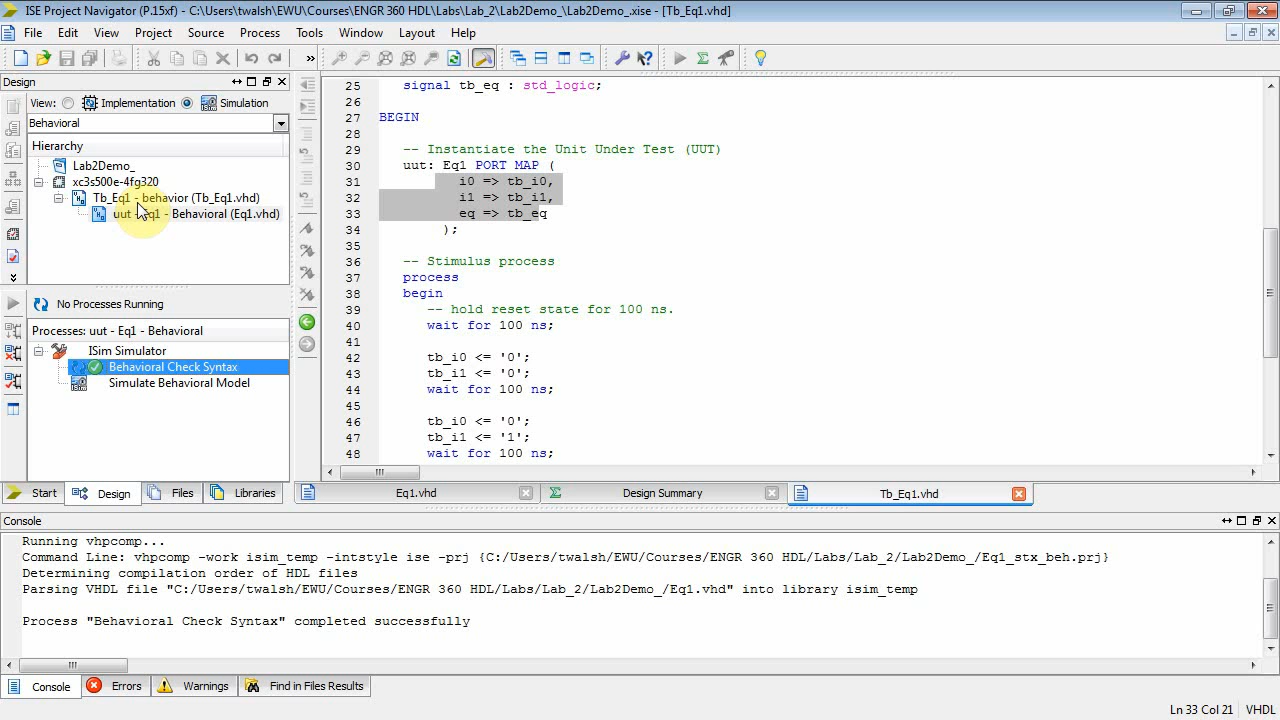 ISE Project Navigator (P.15xf) - C:\Users\twalsh\EWU\Courses\ENGR 360 HDL\Labs\Lab_2\Lab2Demo_\Lab2Demo_.xise - [Tb_Eq1.vhd]
File Edit View Project Source Process Tools Window Layout Help
»
Design
View: Implementation Simulation
Behavioral
Hierarchy
Lab2Demo_
xc3s500e-4fg320
Tb_Eq1 - behavior (Tb_Eq1.vhd)
uut - Eq1 - Behavioral (Eq1.vhd)
No Processes Running
Processes: uut - Eq1 - Behavioral
ISim Simulator
Behavioral Check Syntax
Simulate Behavioral Model
Start Design Files Libraries
25 signal tb_eq : std_logic;
26
27 BEGIN
28
29 -- Instantiate the Unit Under Test (UUT)
30 uut: Eq1 PORT MAP (
31 i0 => tb_i0,
32 i1 => tb_i1,
33 eq => tb_eq
34 );
35
36 -- Stimulus process
37 process
38 begin
39 -- hold reset state for 100 ns.
40 wait for 100 ns;
41
42 tb_i0 <= '0';
43 tb_i1 <= '0';
44 wait for 100 ns;
45
46 tb_i0 <= '0';
47 tb_i1 <= '1';
48 wait for 100 ns;
Eq1.vhd Design Summary Tb_Eq1.vhd
Console
Running vhpcomp...
Command Line: vhpcomp -work isim_temp -intstyle ise -prj {C:/Users/twalsh/EWU/Courses/ENGR 360 HDL/Labs/Lab_2/Lab2Demo_/Eq1_stx_beh.prj}
Determining compilation order of HDL files
Parsing VHDL file "C:/Users/twalsh/EWU/Courses/ENGR 360 HDL/Labs/Lab_2/Lab2Demo_/Eq1.vhd" into library isim_temp
Process "Behavioral Check Syntax" completed successfully
Console Errors Warnings Find in Files Results
Ln 33 Col 21 VHDL